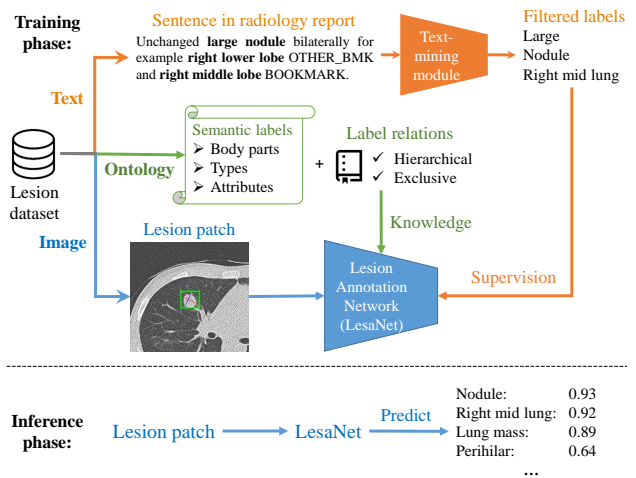 Training phase:
Sentence in radiology report
Unchanged large nodule bilaterally for
example right lower lobe OTHER_BMK
and right middle lobe BOOKMARK.
Text-
mining
module
Filtered labels
Large
Nodule
Right mid lung
Text
Lesion
dataset
Ontology
Semantic labels
➢ Body parts
➢ Types
➢ Attributes
+
Label relations
✓ Hierarchical
✓ Exclusive
Knowledge
Image
Lesion patch
Lesion
Annotation
Network
(LesaNet)
Supervision
Inference
phase:
Lesion patch
LesaNet
Predict
Nodule: 0.93
Right mid lung: 0.92
Lung mass: 0.89
Perihilar: 0.64
...